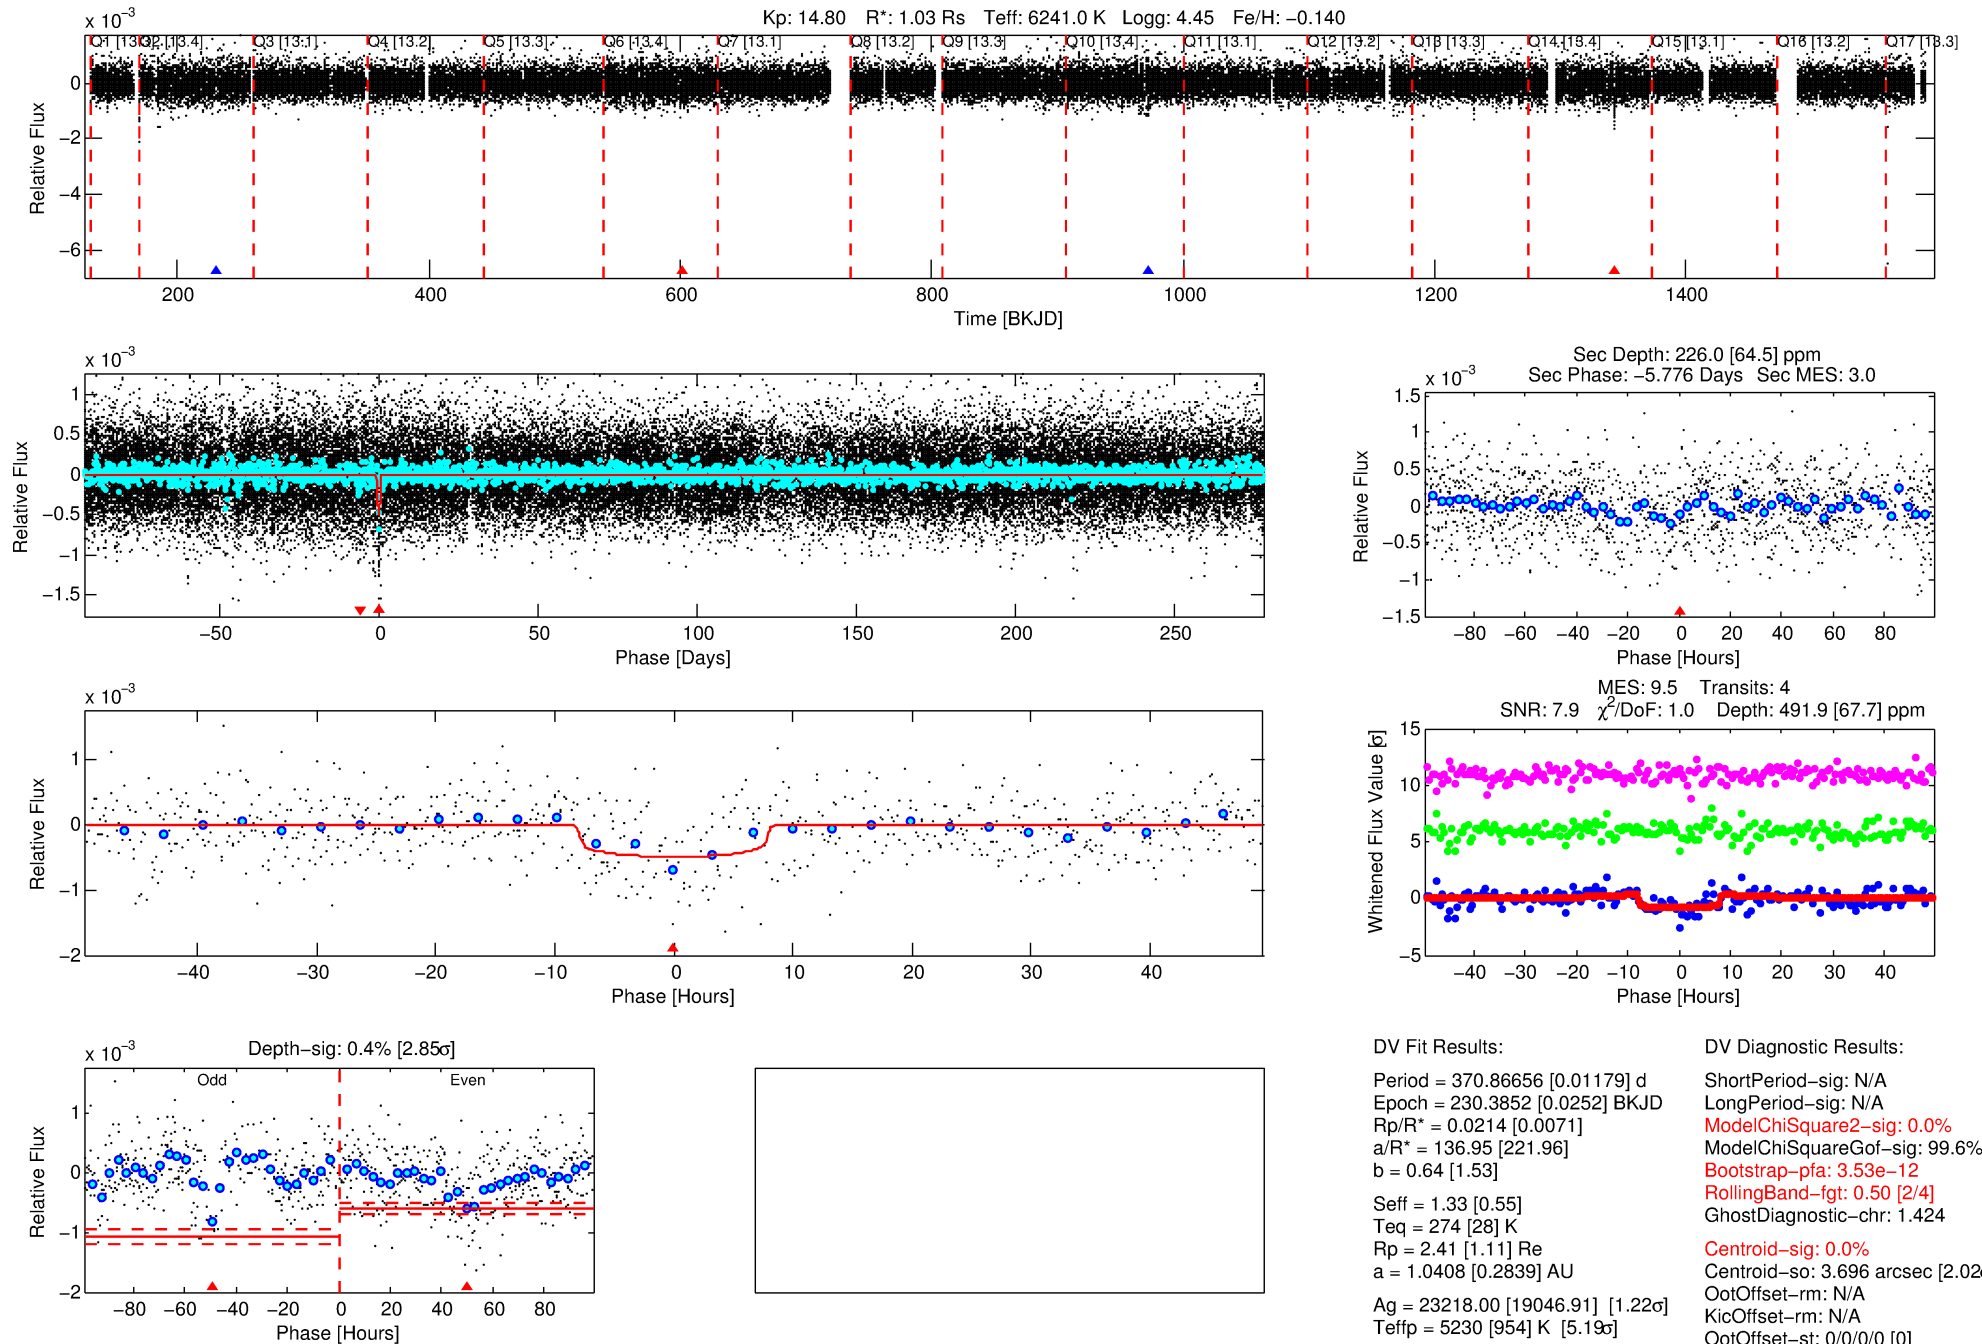 Kp: 14.80 R*: 1.03 Rs Teff: 6241.0 K Logg: 4.45 Fe/H: −0.140
x 10−3
Q2 [13.4] Q3 [13.1] Q4 [13.2] Q5 [13.3] Q6 [13.4] Q7 [13.1] Q8 [13.2] Q9 [13.3] Q10 [13.4] Q11 [13.1] Q12 [13.2] Q13 [13.3] Q14 [13.4] Q15 [13.1] Q16 [13.2] Q17 [13.3]
0
−2
−4
−6
Relative Flux
200 400 600 800 1000 1200 1400
Time [BKJD]
x 10−3
1
0.5
0
−0.5
−1
−1.5
Relative Flux
−50 0 50 100 150 200 250
Phase [Days]
Sec Depth: 226.0 [64.5] ppm
Sec Phase: −5.776 Days Sec MES: 3.0
x 10−3
1.5
1
0.5
0
−0.5
−1
−1.5
Relative Flux
−80 −60 −40 −20 0 20 40 60 80
Phase [Hours]
x 10−3
1
0
−1
−2
Relative Flux
−40 −30 −20 −10 0 10 20 30 40
Phase [Hours]
MES: 9.5 Transits: 4
SNR: 7.9 χ2/DoF: 1.0 Depth: 491.9 [67.7] ppm
15
10
5
0
−5
Whitened Flux Value [σ]
−40 −30 −20 −10 0 10 20 30 40
Phase [Hours]
Depth−sig: 0.4% [2.85σ]
x 10−3
Odd Even
1
0
−1
−2
Relative Flux
−80 −60 −40 −20 0 20 40 60 80
Phase [Hours]
DV Fit Results:
Period = 370.86656 [0.01179] d
Epoch = 230.3852 [0.0252] BKJD
Rp/R* = 0.0214 [0.0071]
a/R* = 136.95 [221.96]
b = 0.64 [1.53]
Seff = 1.33 [0.55]
Teq = 274 [28] K
Rp = 2.41 [1.11] Re
a = 1.0408 [0.2839] AU
Ag = 23218.00 [19046.91] [1.22σ]
Teffp = 5230 [954] K [5.19σ]
DV Diagnostic Results:
ShortPeriod−sig: N/A
LongPeriod−sig: N/A
ModelChiSquare2−sig: 0.0%
ModelChiSquareGof−sig: 99.6%
Bootstrap−pfa: 3.53e−12
RollingBand−fgt: 0.50 [2/4]
GhostDiagnostic−chr: 1.424
Centroid−sig: 0.0%
Centroid−so: 3.696 arcsec [2.02
OotOffset−rm: N/A
KicOffset−rm: N/A
OotOffset−st: 0/0/0/0 [0]